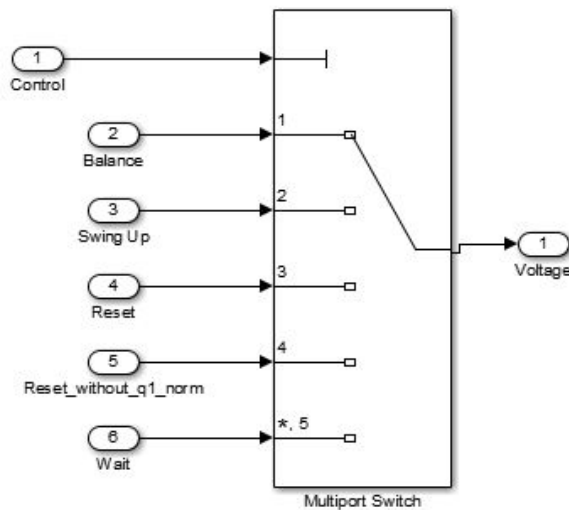 1
Control
2
Balance
1
3
Swing Up
2
4
Reset
3
5
Reset_without_q1_norm
4
6
Wait
*, 5
1
Voltage
Multiport Switch